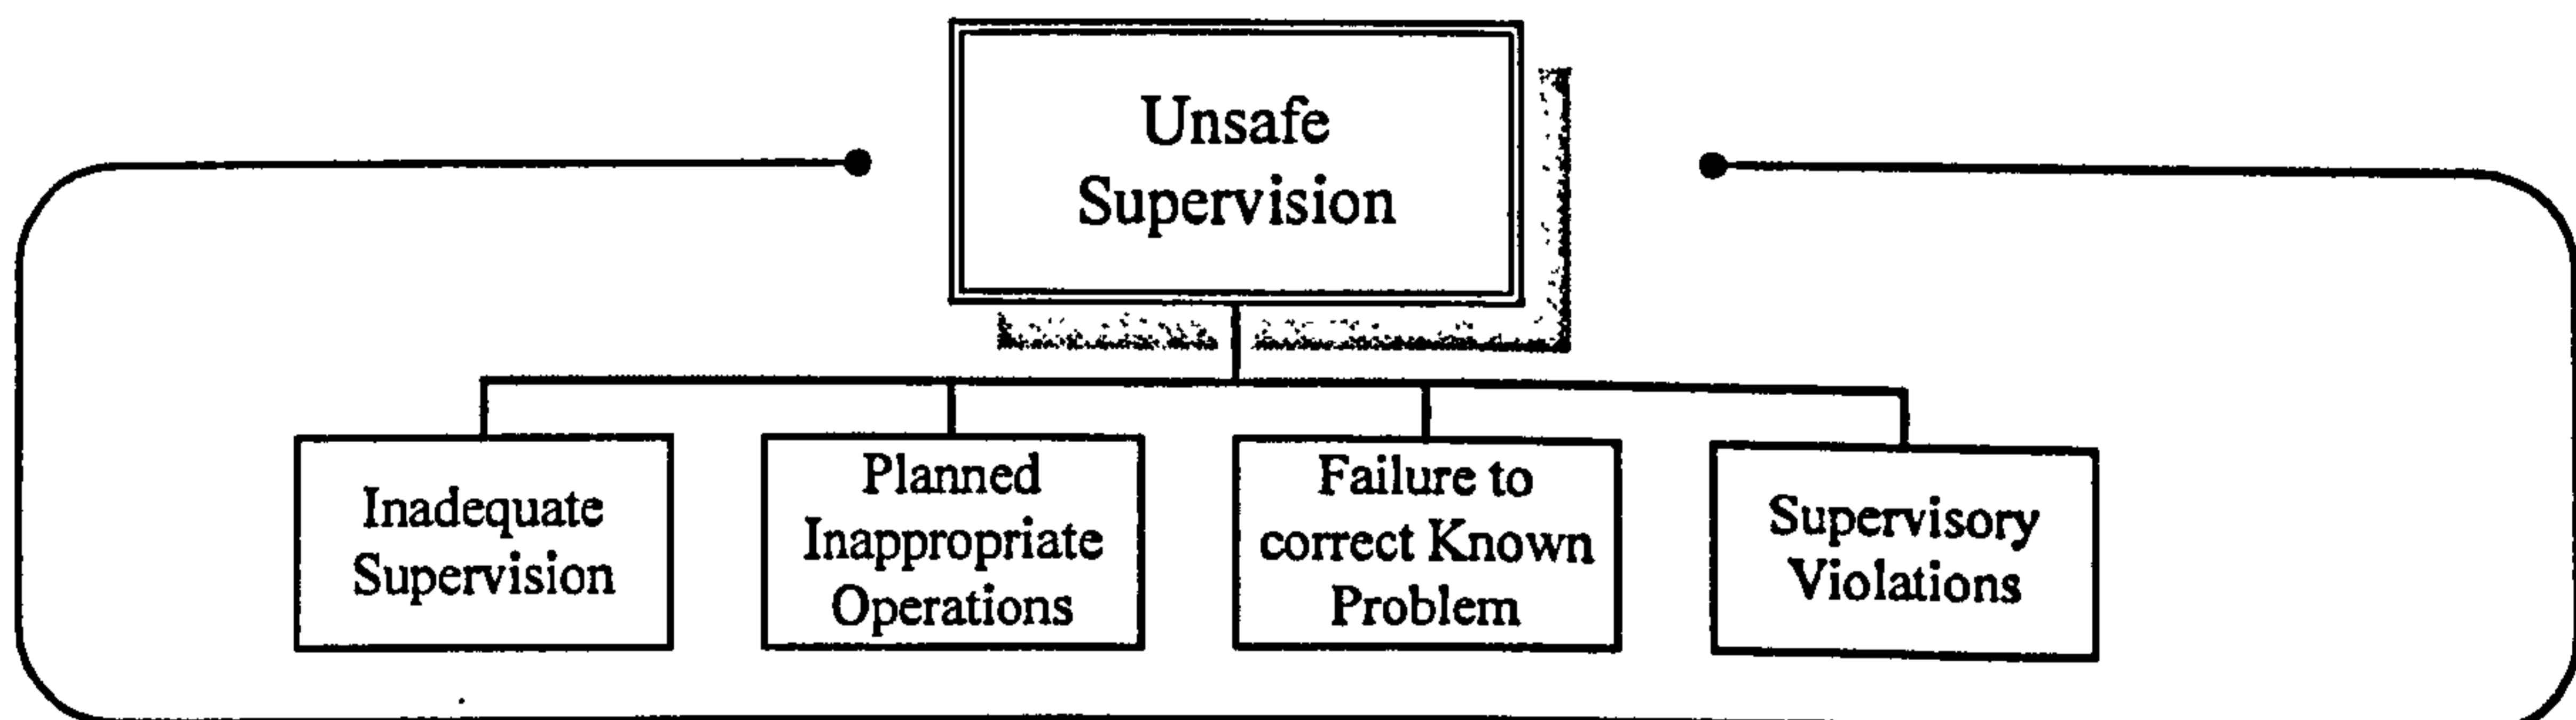 Unsafe
Supervision
Inadequate
Supervision
Planned
Inappropriate
Operations
Failure to
correct Known
Problem
Supervisory
Violations